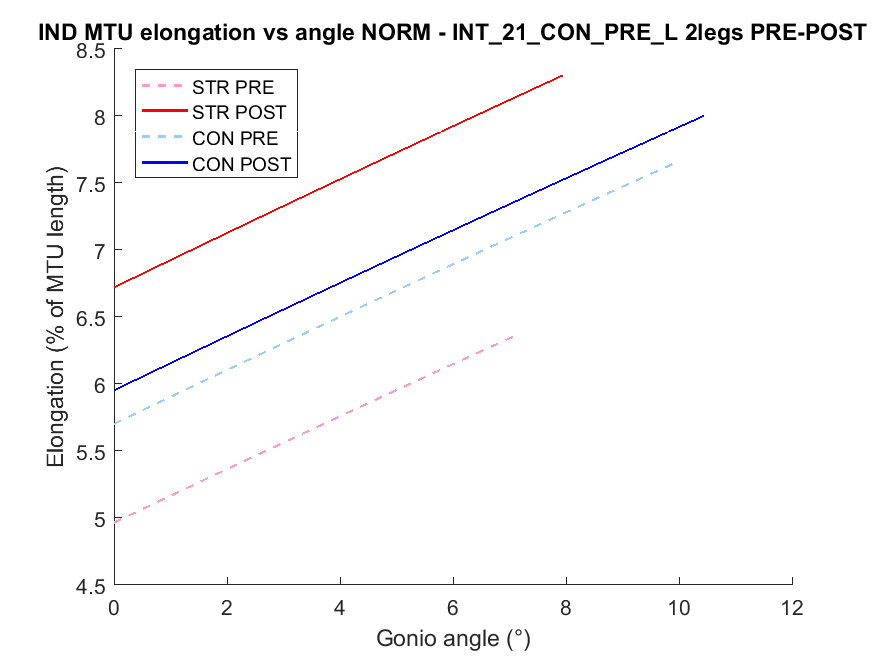 IND MTU elongation vs angle NORM - INT_21_CON_PRE_L 2legs PRE-POST
8.5
8
7.5
7
6.5
6
5.5
5
4.5
Elongation (% of MTU length)
STR PRE
STR POST
CON PRE
CON POST
0 2 4 6 8 10 12
Gonio angle (°)